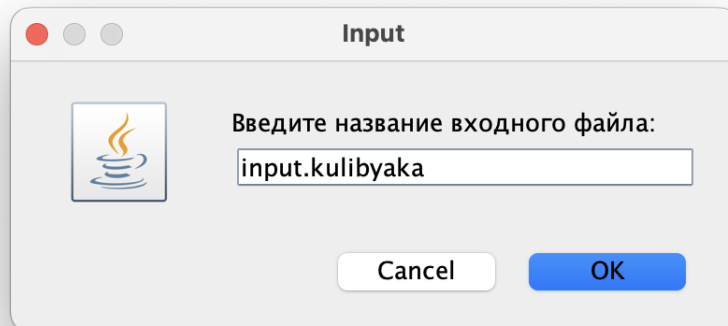 Input
Введите название входного файла:
input.kulibyaka
Cancel
OK